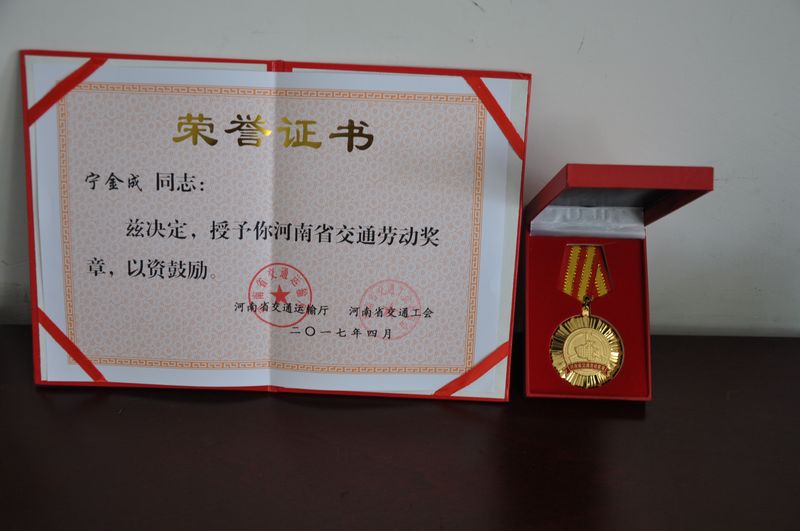 荣誉证书
宁金成 同志：
兹决定，授予你河南省交通劳动奖
章，以资鼓励。
河南省交通运输厅 河南省交通工会
二〇一七年四月